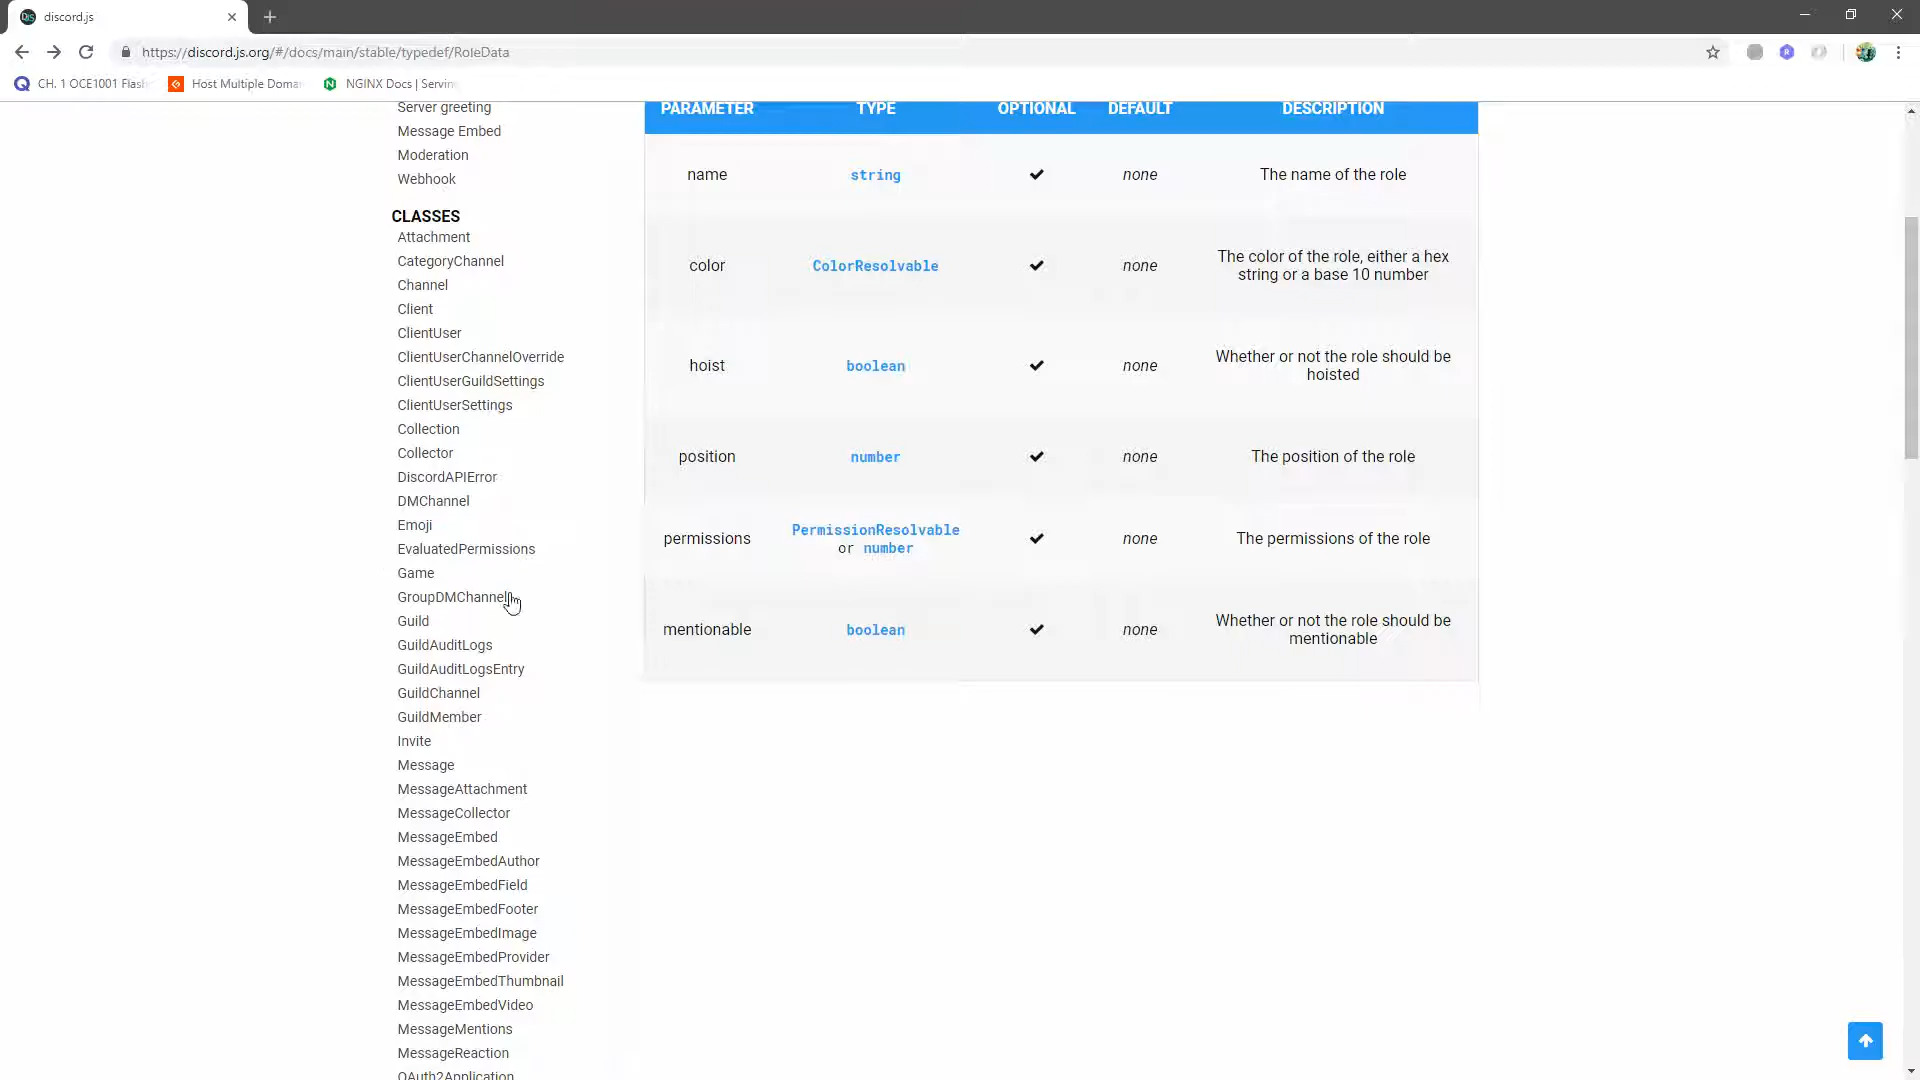 discord.js
https://discord.js.org/#/docs/main/stable/typedef/RoleData
CH. 1 OCE1001 Flash
Host Multiple Doma
NGINX Docs | Servin
Server greeting
Message Embed
Moderation
Webhook
CLASSES
Attachment
CategoryChannel
Channel
Client
ClientUser
ClientUserChannelOverride
ClientUserGuildSettings
ClientUserSettings
Collection
Collector
DiscordAPIError
DMChannel
Emoji
EvaluatedPermissions
Game
GroupDMChannel
Guild
GuildAuditLogs
GuildAuditLogsEntry
GuildChannel
GuildMember
Invite
Message
MessageAttachment
MessageCollector
MessageEmbed
MessageEmbedAuthor
MessageEmbedField
MessageEmbedFooter
MessageEmbedImage
MessageEmbedProvider
MessageEmbedThumbnail
MessageEmbedVideo
MessageMentions
MessageReaction
OAuth2Application
PARAMETER TYPE OPTIONAL DEFAULT DESCRIPTION
name string ✔ none The name of the role
color ColorResolvable ✔ none The color of the role, either a hex
string or a base 10 number
hoist boolean ✔ none Whether or not the role should be
hoisted
position number ✔ none The position of the role
permissions PermissionResolvable
or number ✔ none The permissions of the role
mentionable boolean ✔ none Whether or not the role should be
mentionable